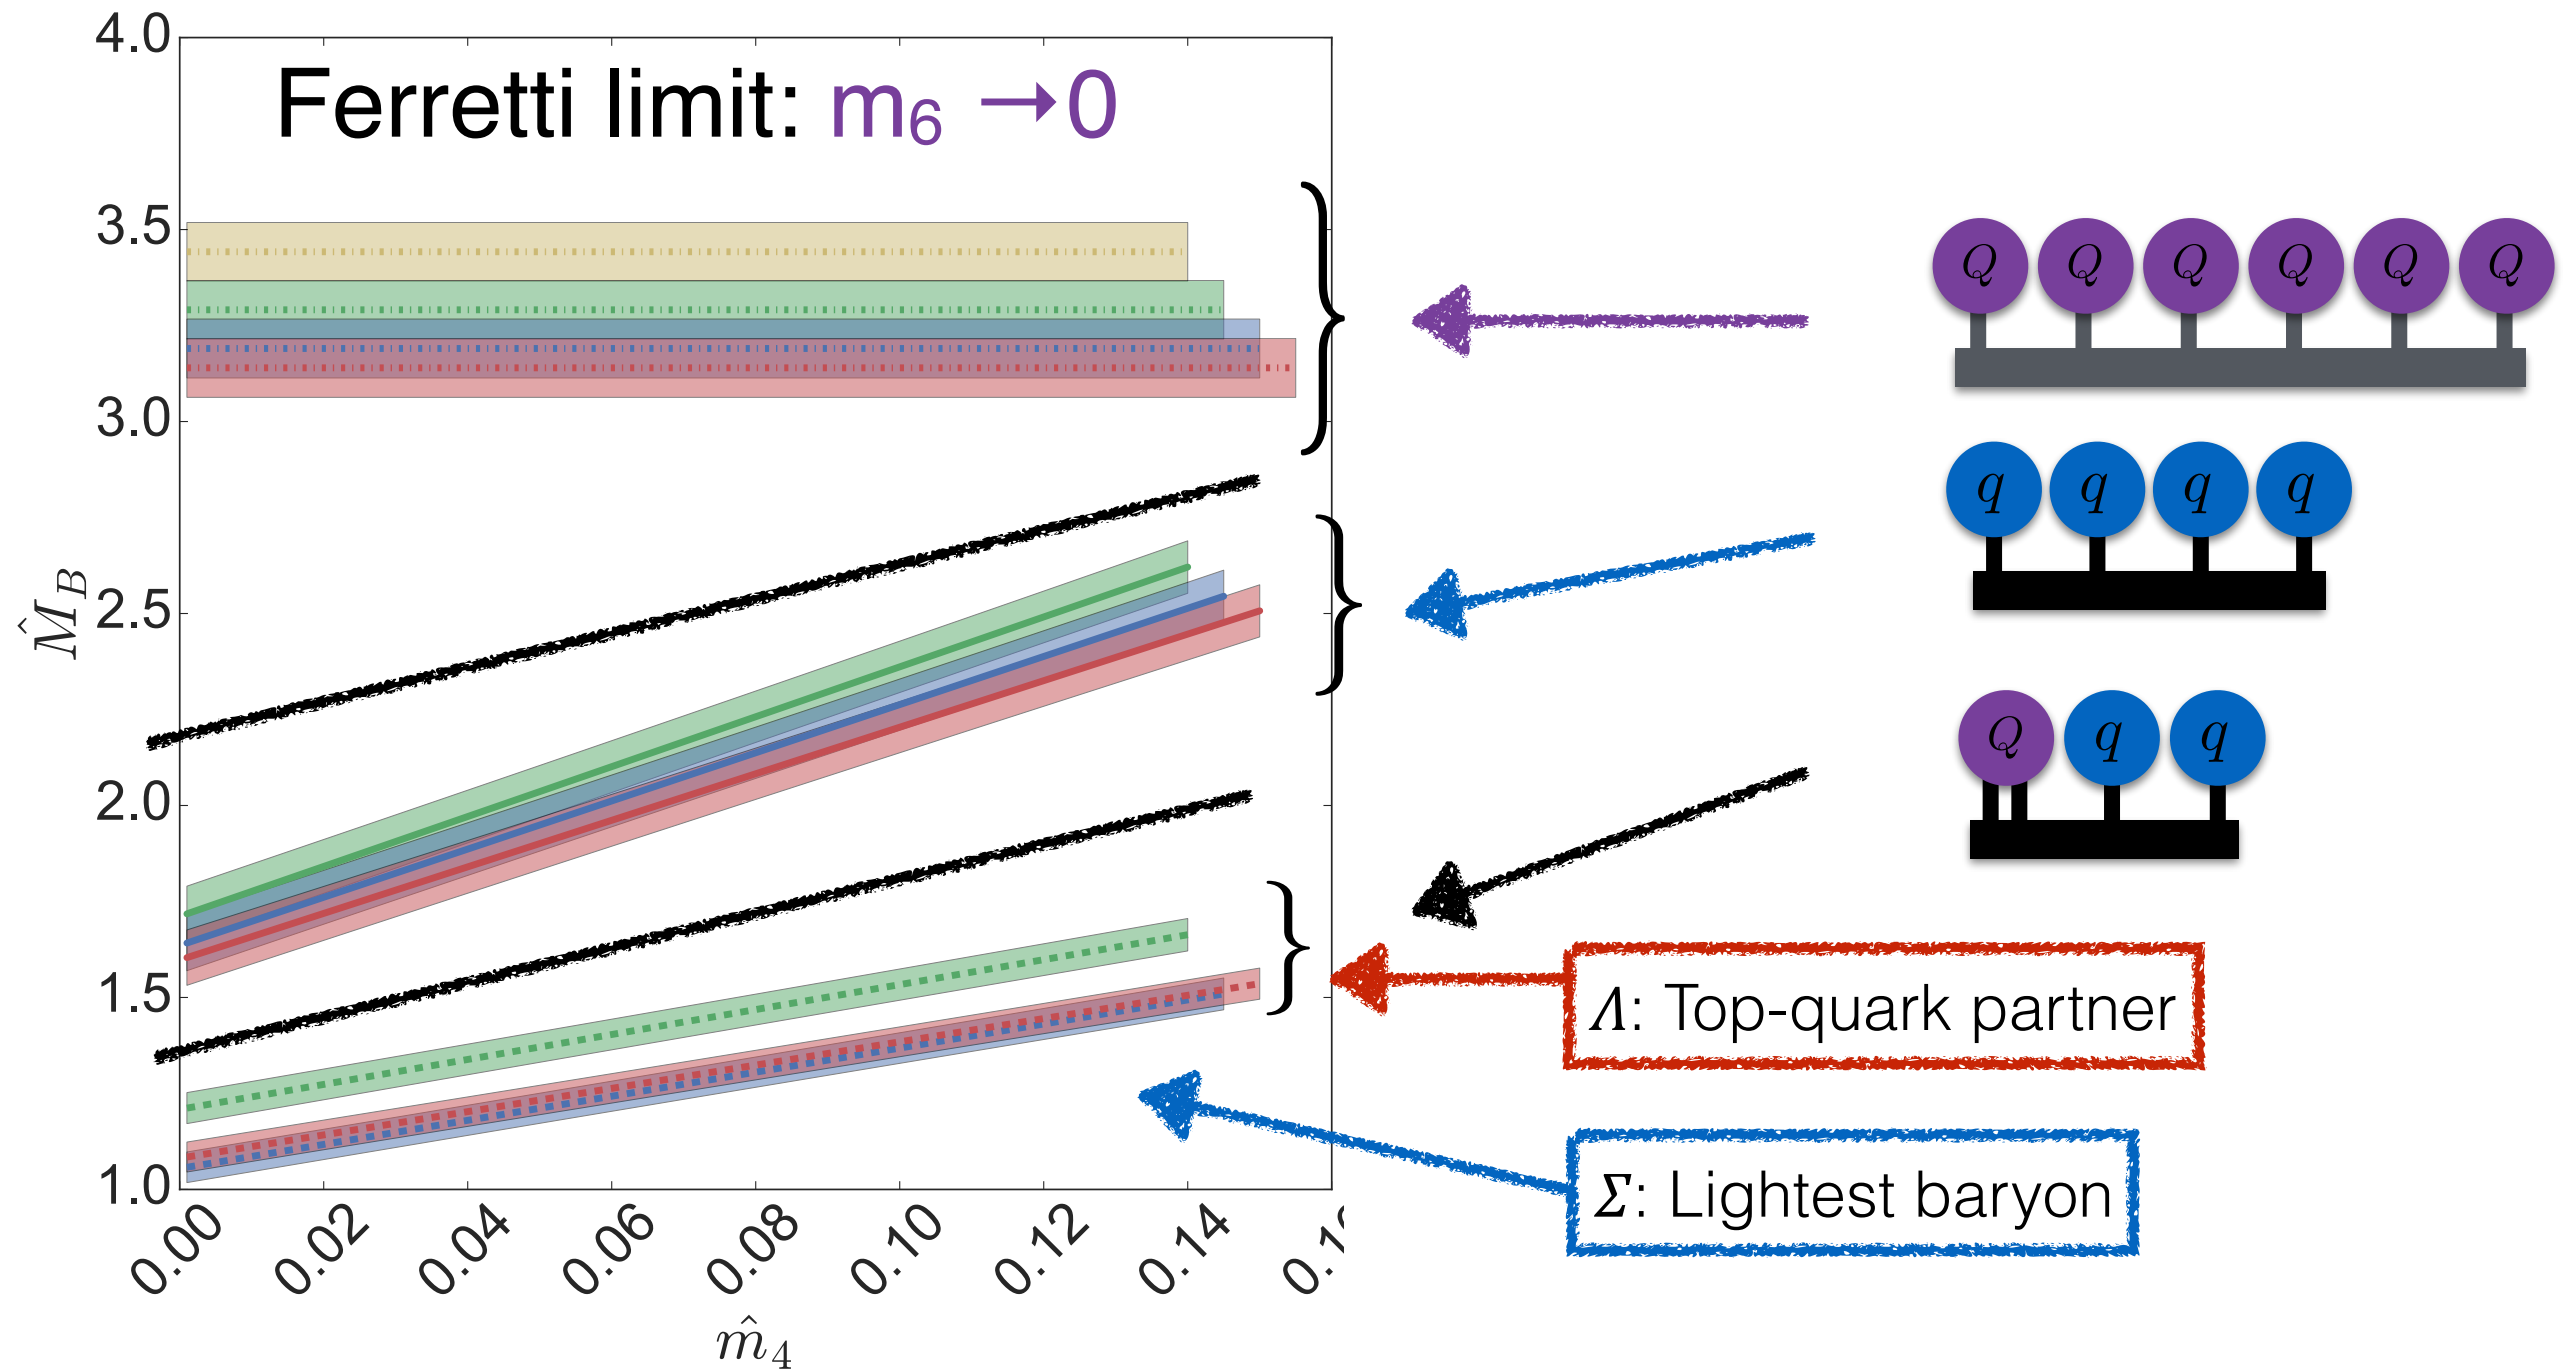 Ferretti limit: m₆ → 0
4.0
3.5
3.0
2.5
2.0
1.5
1.0
M̂_B
0.00
0.02
0.04
0.06
0.08
0.10
0.12
0.14
m̂₄
Q Q Q Q Q Q
q q q q
Q q q
Λ: Top-quark partner
Σ: Lightest baryon